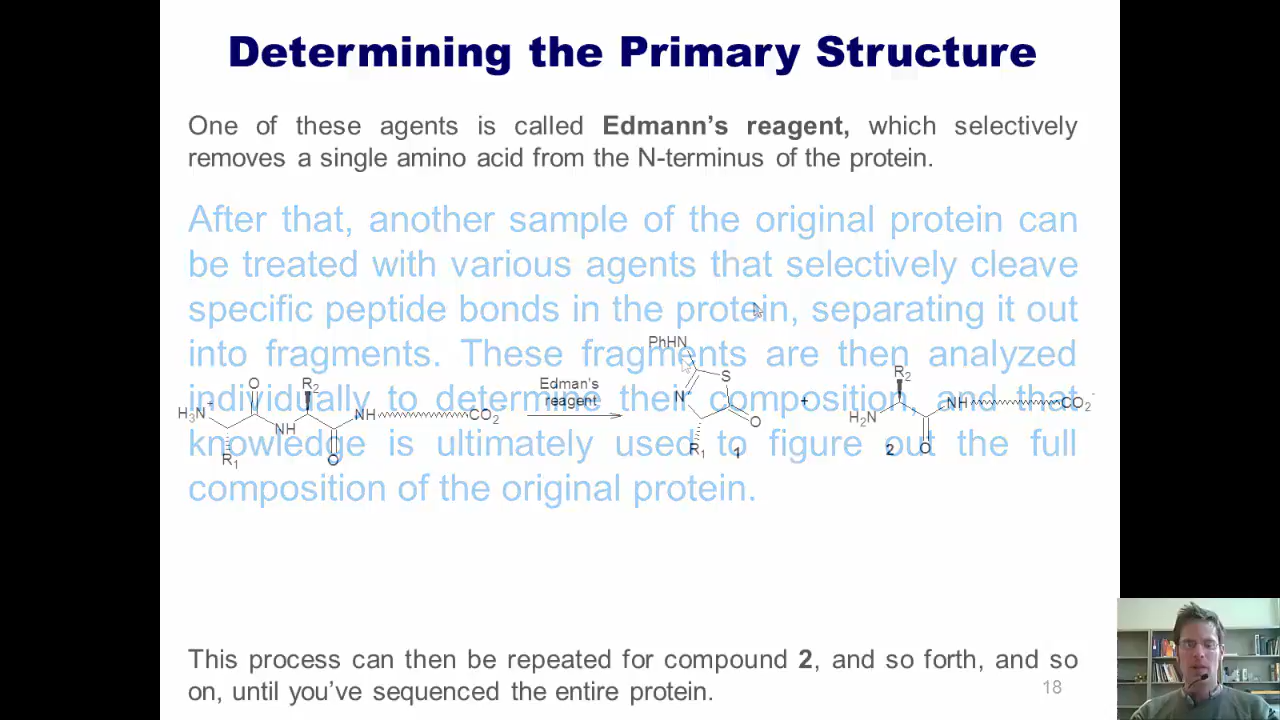 Determining the Primary Structure
One of these agents is called Edmann's reagent, which selectively
removes a single amino acid from the N-terminus of the protein.
After that, another sample of the original protein can
be treated with various agents that selectively cleave
specific peptide bonds in the protein, separating it out
into fragments. These fragments are then analyzed
individually to determine their composition, and that
knowledge is ultimately used to figure out the full
composition of the original protein.
H3N+ O R2 NH NH O R1 CO2-
Edman's
reagent
PhHN S N O R1 1
+
R2 H2N NH O CO2- 2
This process can then be repeated for compound 2, and so forth, and so
on, until you've sequenced the entire protein.
18